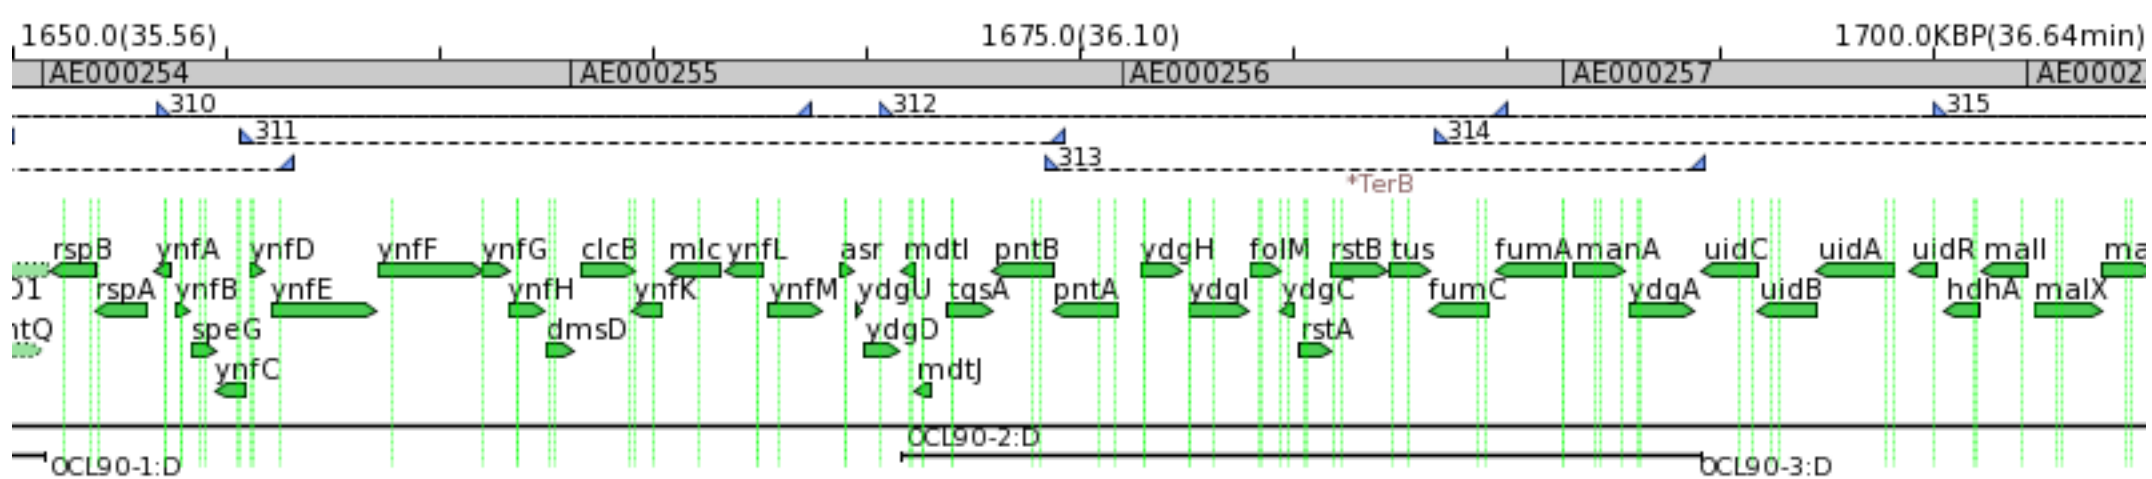 1650.0(35.56) 1675.0(36.10) 1700.0KBP(36.64min)
AE000254 AE000255 AE000256 AE000257 AE0002
310 312 315
311 314
313
*TerB
rspB ynfA ynfD ynfF ynfG clcB mlc ynfL asr mdtI pntB ydgH folM rstB tus fumA manA uidC uidA uidR malI ma
01 rspA ynfB ynfE ynfH ynfK ynfM ydgU tqsA pntA ydgI ydgC fumC ydgA uidB hdhA malX
ntQ speG dmsD ydgD rstA
ynfC mdtJ
OCL90-2:D
OCL90-1:D OCL90-3:D